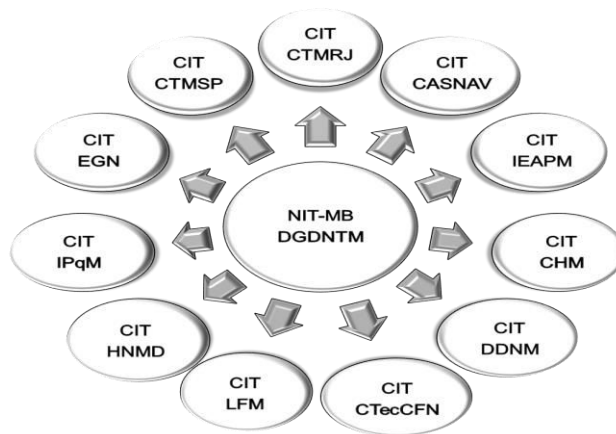 CIT
CTMRJ
CIT
CTMSP
CIT
CASNAV
CIT
EGN
CIT
IEAPM
NIT-MB
DGDNTM
CIT
IPqM
CIT
CHM
CIT
HNMD
CIT
DDNM
CIT
LFM
CIT
CTecCFN